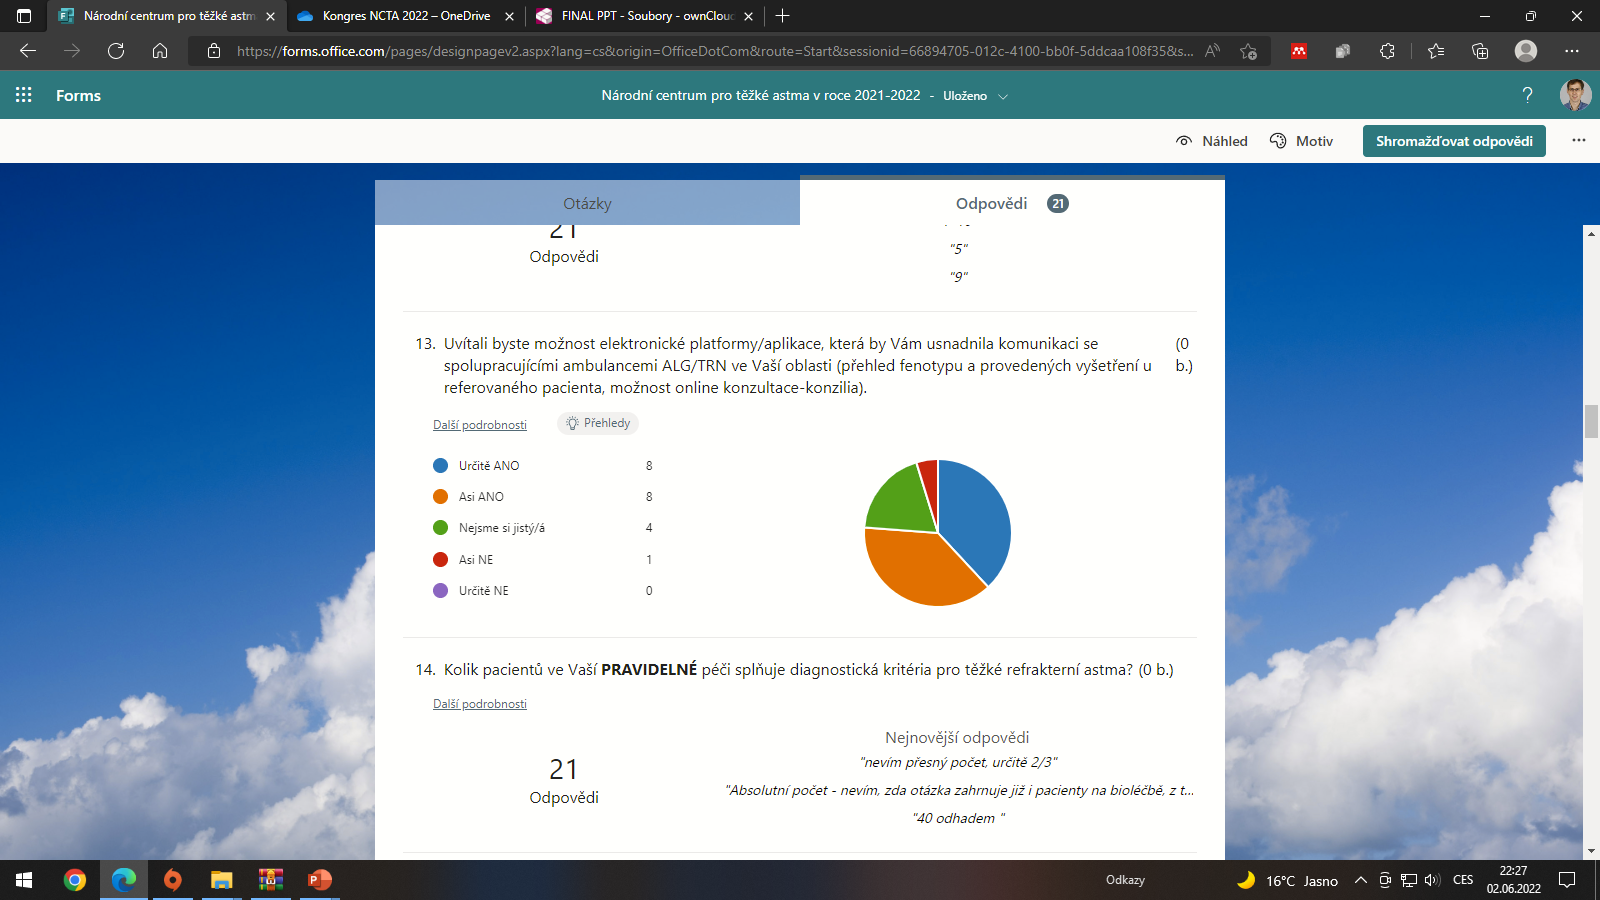 Národní centrum pro těžké astm
Kongres NCTA 2022 – OneDrive
FINAL PPT - Soubory - ownCloud
https://forms.office.com/pages/designpagev2.aspx?lang=cs&origin=OfficeDotCom&route=Start&sessionid=66894705-012c-4100-bb0f-5ddcaa108f35&s...
Forms
Národní centrum pro těžké astma v roce 2021-2022 - Uloženo
?
Náhled
Motiv
Shromažďovat odpovědi
Otázky
Odpovědi 21
21
Odpovědi
"5"
"9"
13. Uvítali byste možnost elektronické platformy/aplikace, která by Vám usnadnila komunikaci se (0
spolupracujícími ambulancemi ALG/TRN ve Vaší oblasti (přehled fenotypu a provedených vyšetření u b.)
referovaného pacienta, možnost online konzultace-konzilia).
Další podrobnosti
Přehledy
Určitě ANO 8
Asi ANO 8
Nejsme si jistý/á 4
Asi NE 1
Určitě NE 0
14. Kolik pacientů ve Vaší PRAVIDELNÉ péči splňuje diagnostická kritéria pro těžké refrakterní astma? (0 b.)
Další podrobnosti
21
Odpovědi
Nejnovější odpovědi
"nevím přesný počet, určitě 2/3"
"Absolutní počet - nevím, zda otázka zahrnuje již i pacienty na bioléčbě, z t...
"40 odhadem "
Odkazy
16°C Jasno
CES
22:27
02.06.2022